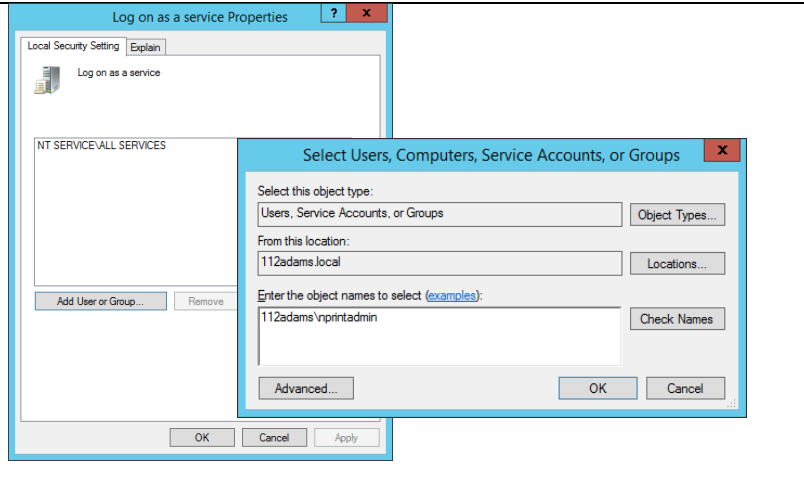 Log on as a service Properties
? x
Local Security Setting Explain
Log on as a service
NT SERVICE\ALL SERVICES
Add User or Group... Remove
OK Cancel Apply
Select Users, Computers, Service Accounts, or Groups
x
Select this object type:
Users, Service Accounts, or Groups
Object Types...
From this location:
112adams.local
Locations...
Enter the object names to select (examples):
112adams\nprintadmin
Check Names
Advanced...
OK Cancel